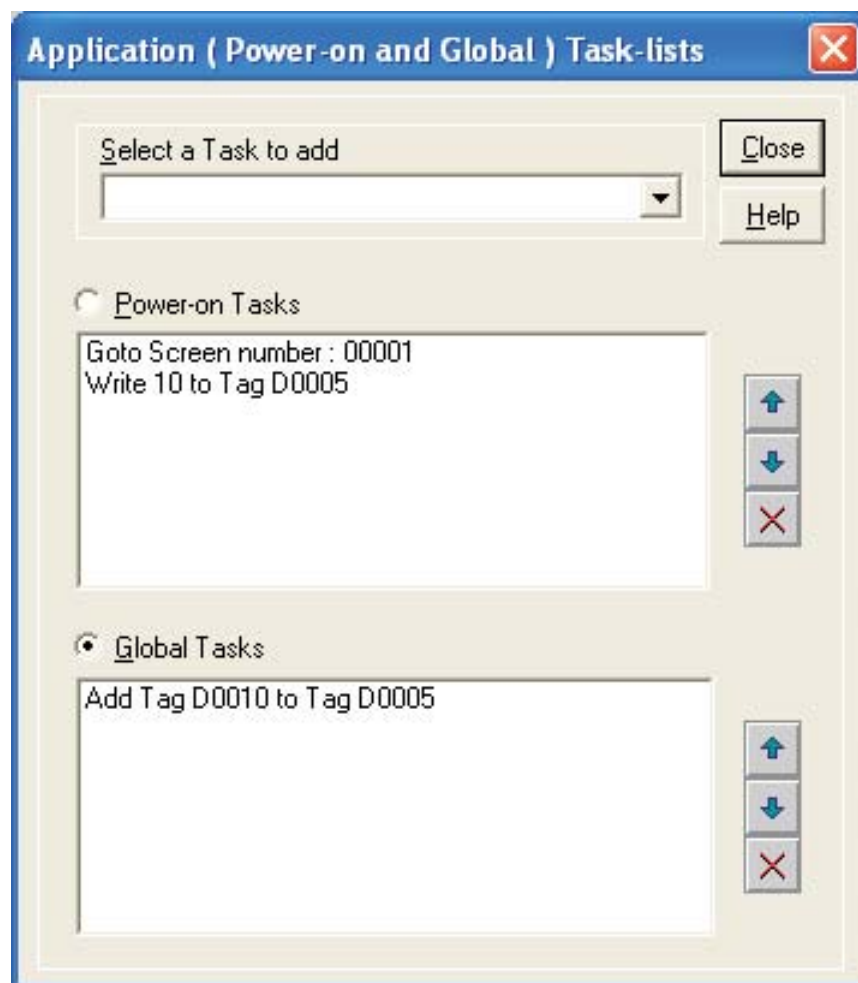 Application ( Power-on and Global ) Task-lists
Select a Task to add
Close
Help
Power-on Tasks
Goto Screen number : 00001
Write 10 to Tag D0005
Global Tasks
Add Tag D0010 to Tag D0005